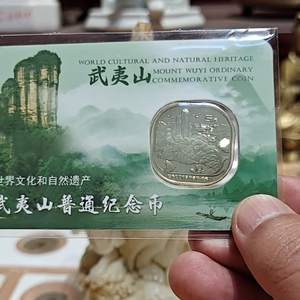 WORLD CULTURAL AND NATURAL HERITAGE
武夷山
MOUNT WUYI ORDINARY
COMMEMORATIVE COIN
世界文化和自然遗产
武夷山普通纪念币